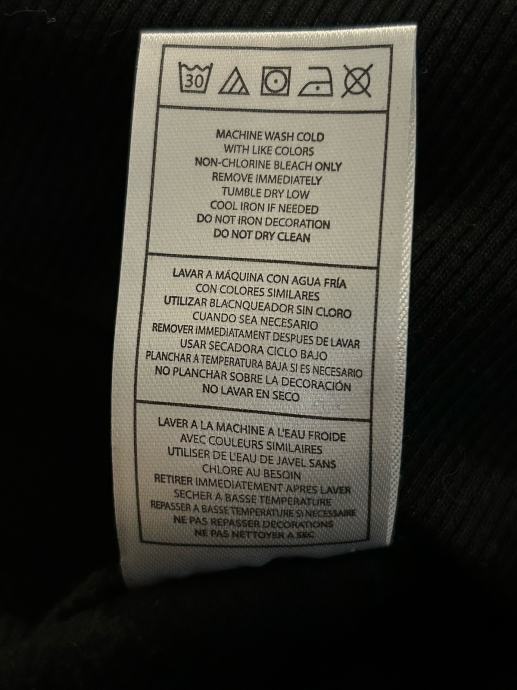 30
MACHINE WASH COLD
WITH LIKE COLORS
NON-CHLORINE BLEACH ONLY
REMOVE IMMEDIATELY
TUMBLE DRY LOW
COOL IRON IF NEEDED
DO NOT IRON DECORATION
DO NOT DRY CLEAN
LAVAR A MÁQUINA CON AGUA FRÍA
CON COLORES SIMILARES
UTILIZAR BLACNQUEADOR SIN CLORO
CUANDO SEA NECESARIO
REMOVER IMMEDIATAMENT DESPUES DE LAVAR
USAR SECADORA CICLO BAJO
PLANCHAR A TEMPERATURA BAJA SI ES NECESARIO
NO PLANCHAR SOBRE LA DECORACIÓN
NO LAVAR EN SECO
LAVER A LA MACHINE A L'EAU FROIDE
AVEC COULEURS SIMILAIRES
UTILISER DE L'EAU DE JAVEL SANS
CHLORE AU BESOIN
RETIRER IMMEDIATEMENT APRES LAVER
SECHER A BASSE TEMPERATURE
REPASSER A BASSE TEMPERATURE SI NECESSAIRE
NE PAS REPASSER DECORATIONS
NE PAS NETTOYER A SEC